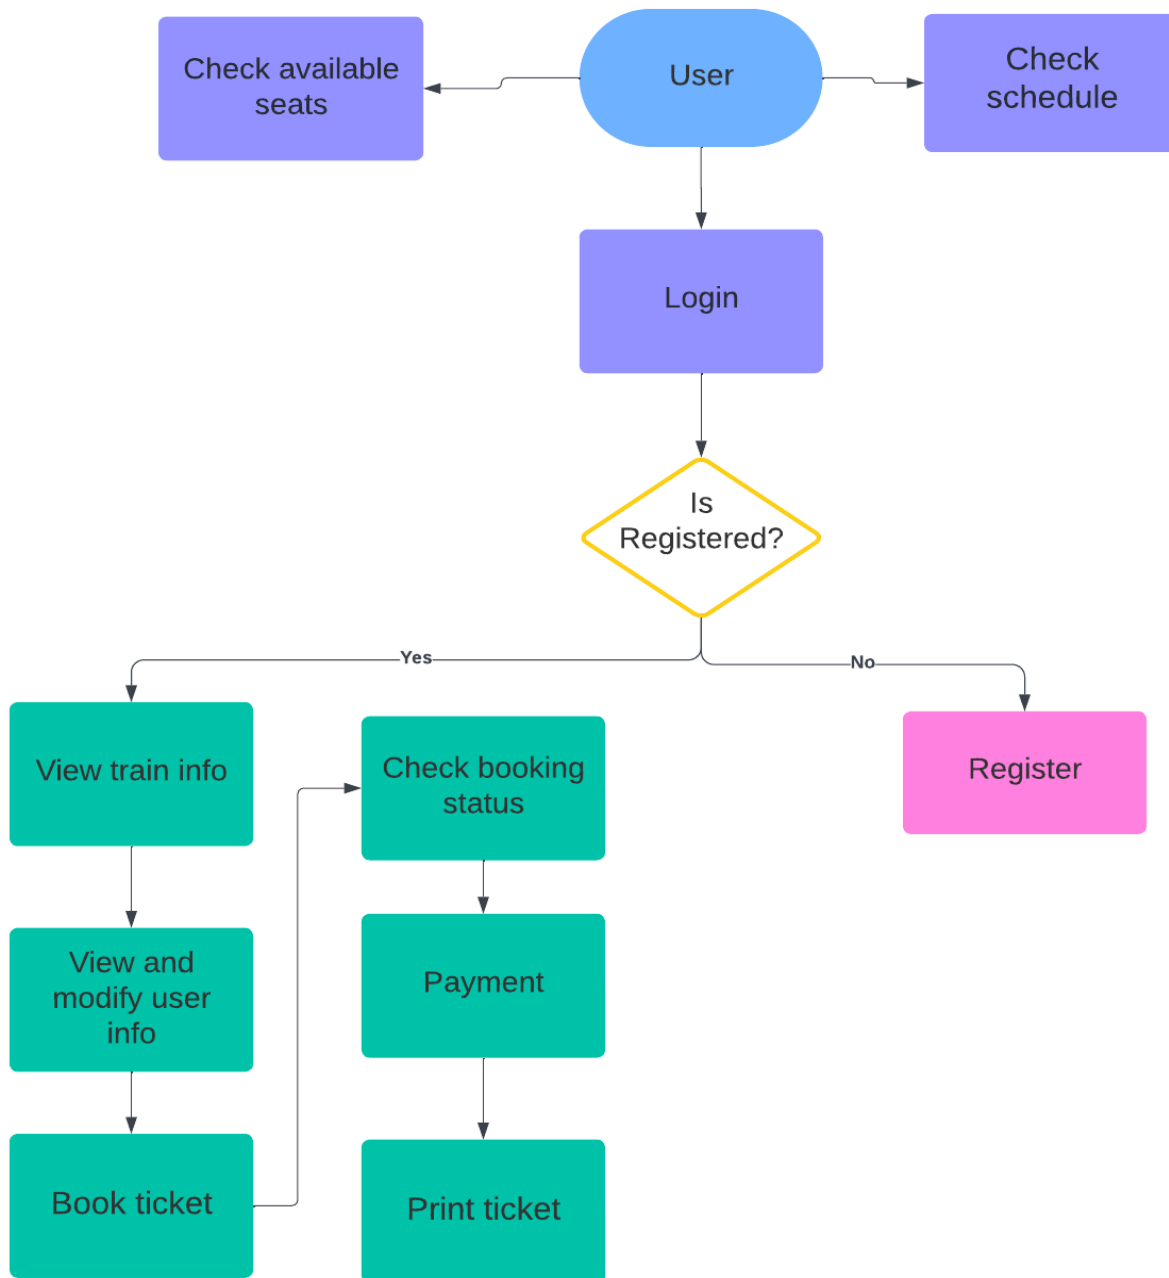 Check available
seats
User
Check
schedule
Login
Is
Registered?
Yes
No
View train info
Check booking
status
Register
View and
modify user
info
Payment
Book ticket
Print ticket